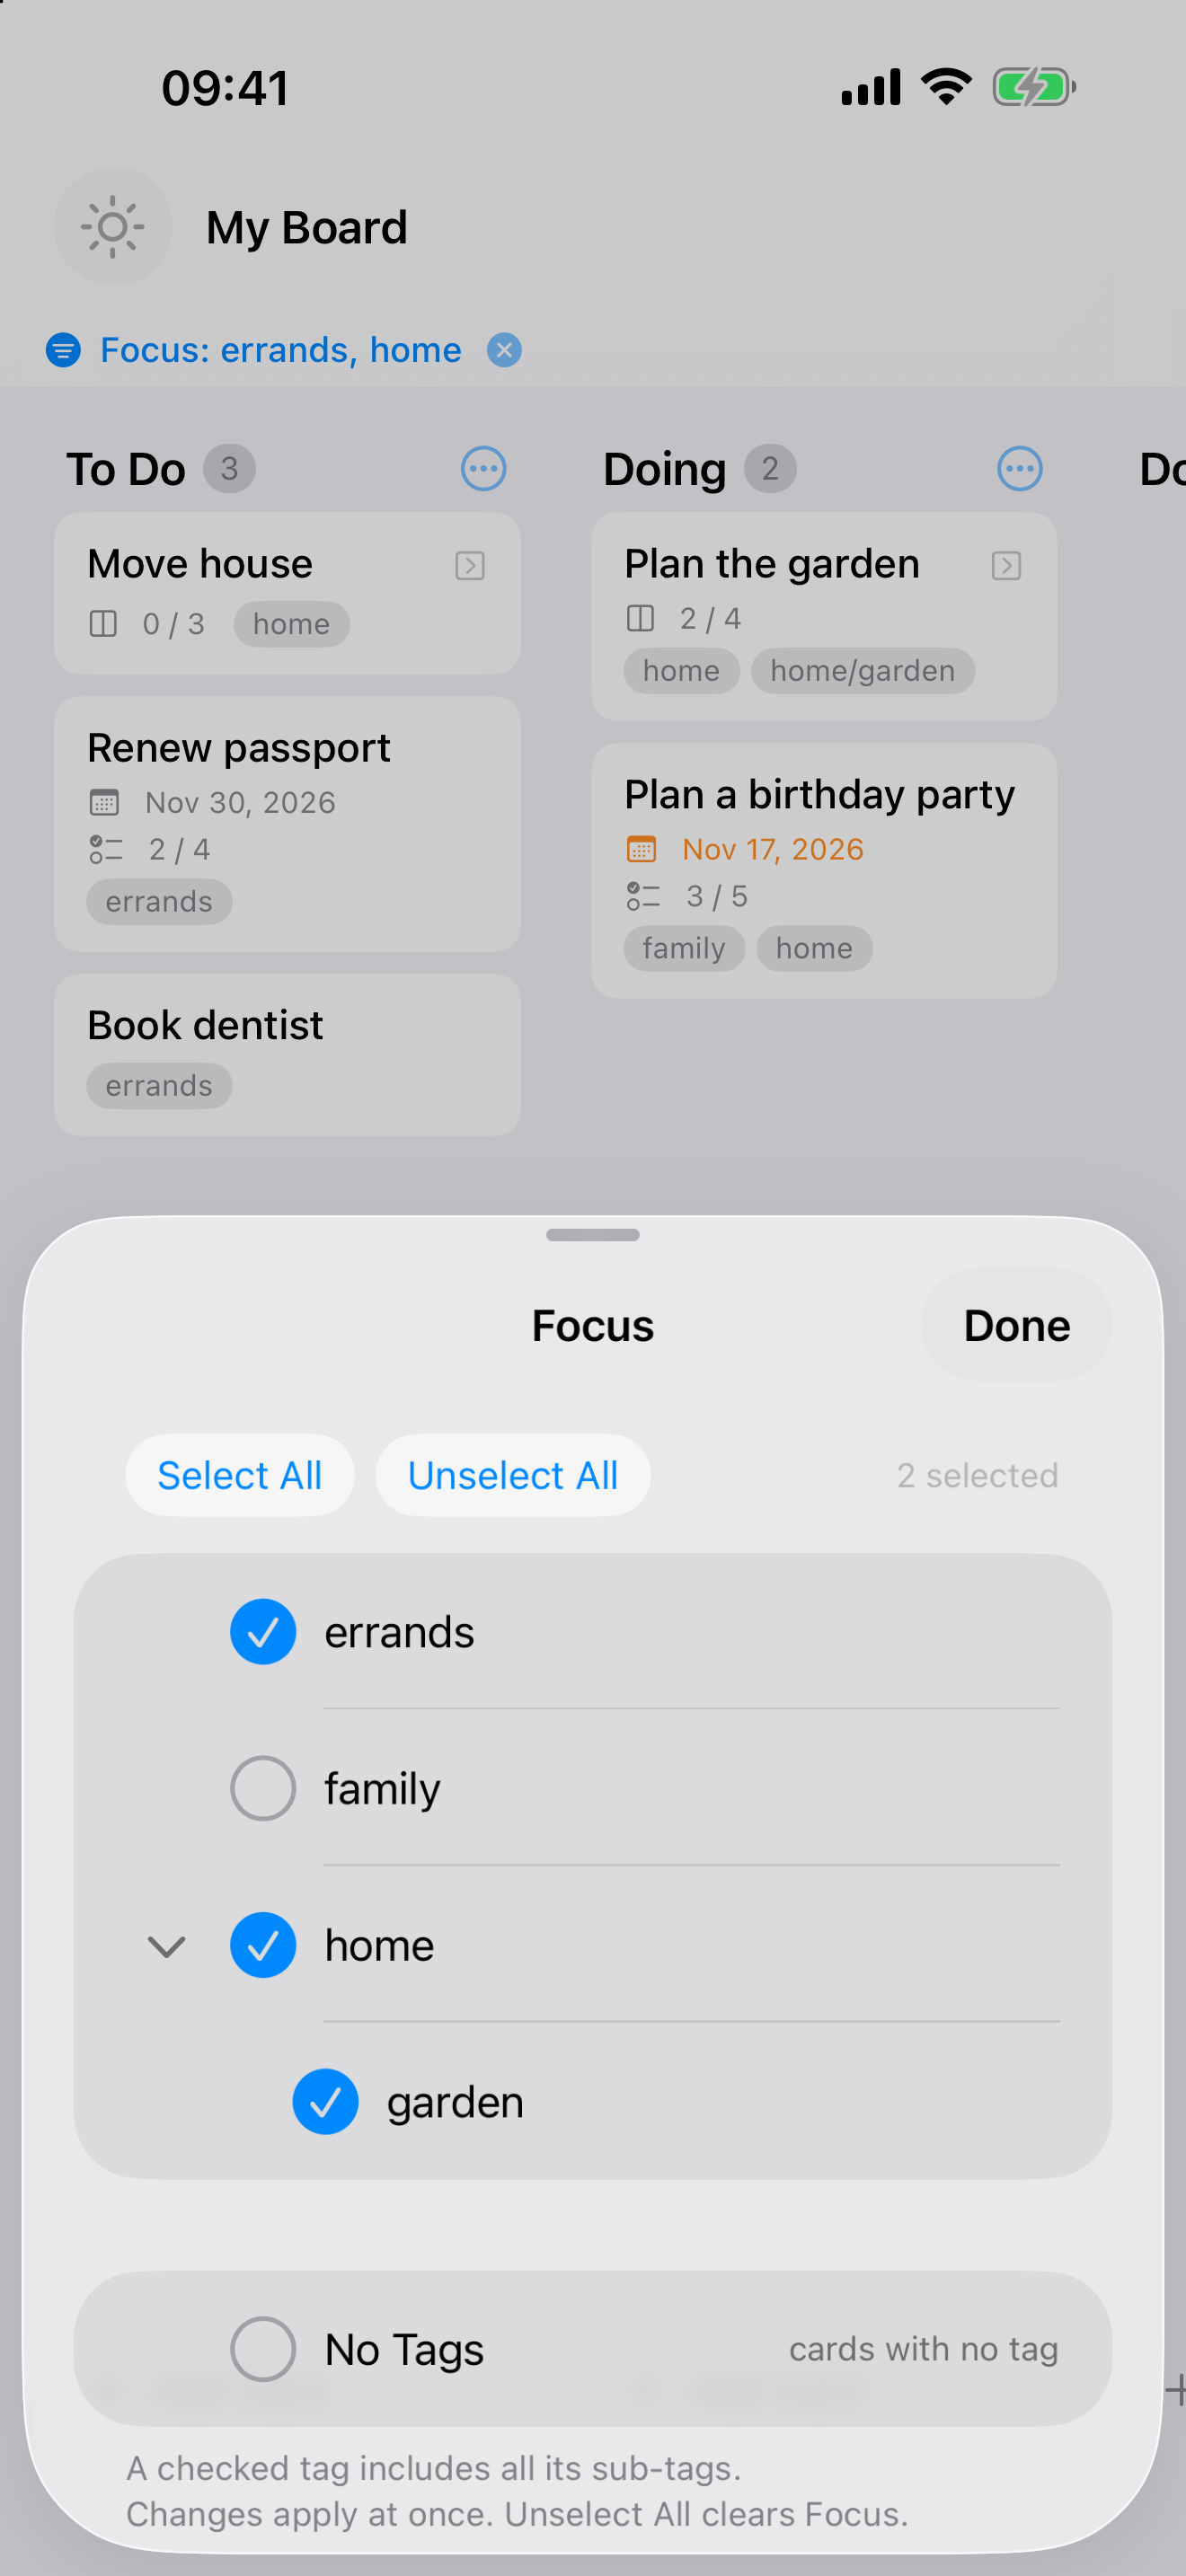 09:41
My Board
Focus: errands, home
To Do 3
Move house
0 / 3 home
Renew passport
Nov 30, 2026
2 / 4
errands
Book dentist
errands
Doing 2
Plan the garden
2 / 4
home home/garden
Plan a birthday party
Nov 17, 2026
3 / 5
family home
Do
Focus
Done
Select All
Unselect All
2 selected
errands
family
home
garden
No Tags
cards with no tag
A checked tag includes all its sub-tags.
Changes apply at once. Unselect All clears Focus.